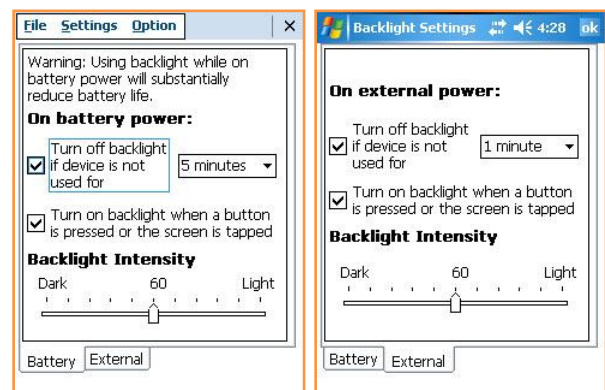 File Settings Option
Warning: Using backlight while on
battery power will substantially
reduce battery life.
On battery power:
Turn off backlight
if device is not
used for
5 minutes
Turn on backlight when a button
is pressed or the screen is tapped
Backlight Intensity
Dark 60 Light
Battery External
Backlight Settings 4:28 ok
On external power:
Turn off backlight
if device is not
used for
1 minute
Turn on backlight when a button
is pressed or the screen is tapped
Backlight Intensity
Dark 60 Light
Battery External